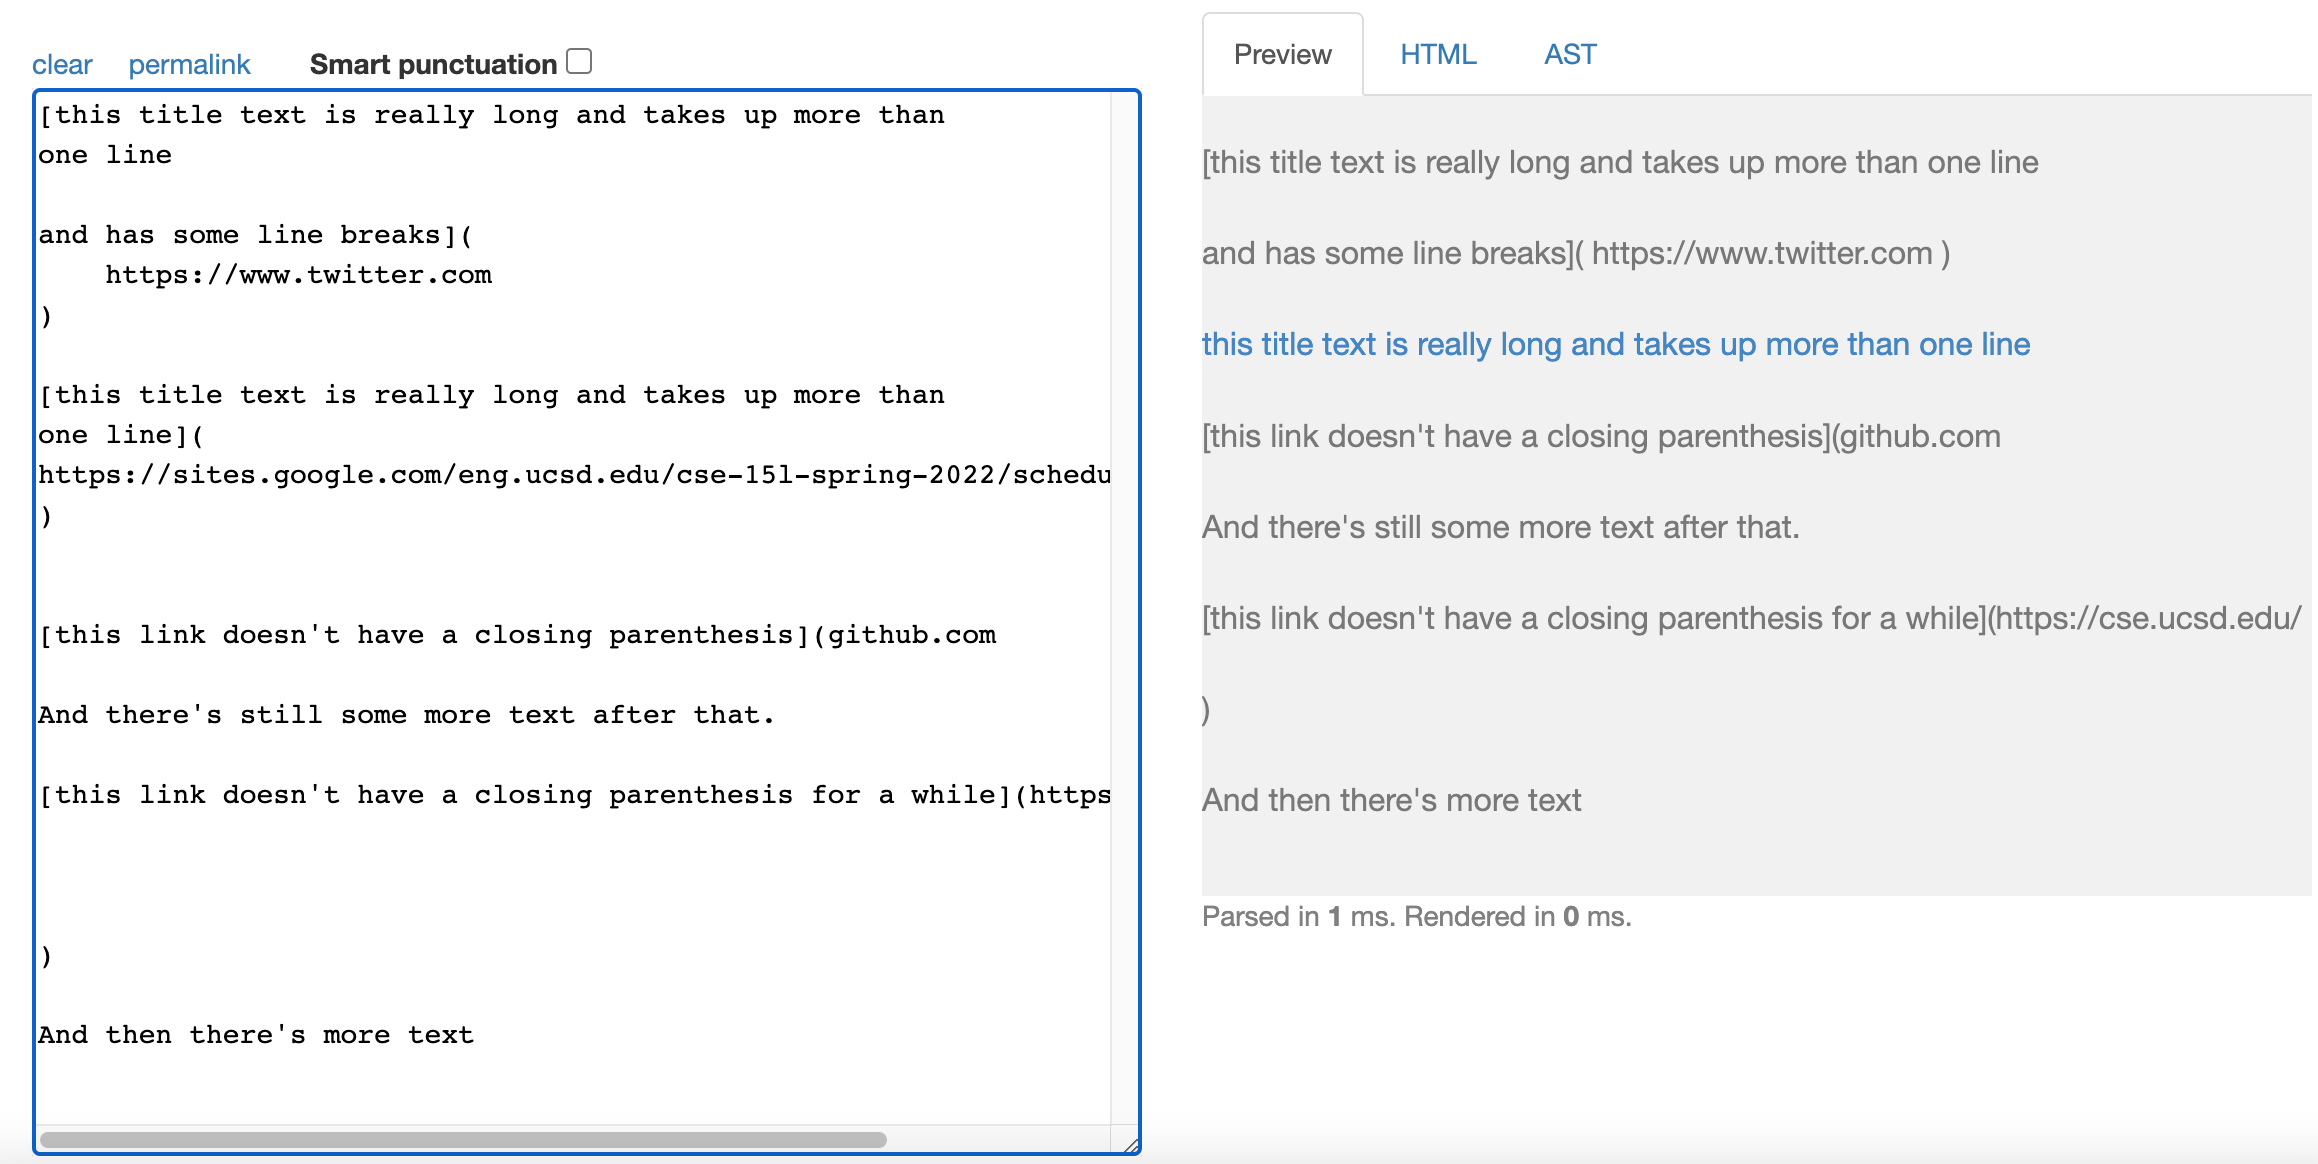 clear permalink Smart punctuation
[this title text is really long and takes up more than
one line
and has some line breaks](
https://www.twitter.com
)
[this title text is really long and takes up more than
one line](
https://sites.google.com/eng.ucsd.edu/cse-15l-spring-2022/schedu
)
[this link doesn't have a closing parenthesis](github.com
And there's still some more text after that.
[this link doesn't have a closing parenthesis for a while](https
)
And then there's more text
Preview HTML AST
[this title text is really long and takes up more than one line
and has some line breaks]( https://www.twitter.com )
this title text is really long and takes up more than one line
[this link doesn't have a closing parenthesis](github.com
And there's still some more text after that.
[this link doesn't have a closing parenthesis for a while](https://cse.ucsd.edu/
)
And then there's more text
Parsed in 1 ms. Rendered in 0 ms.